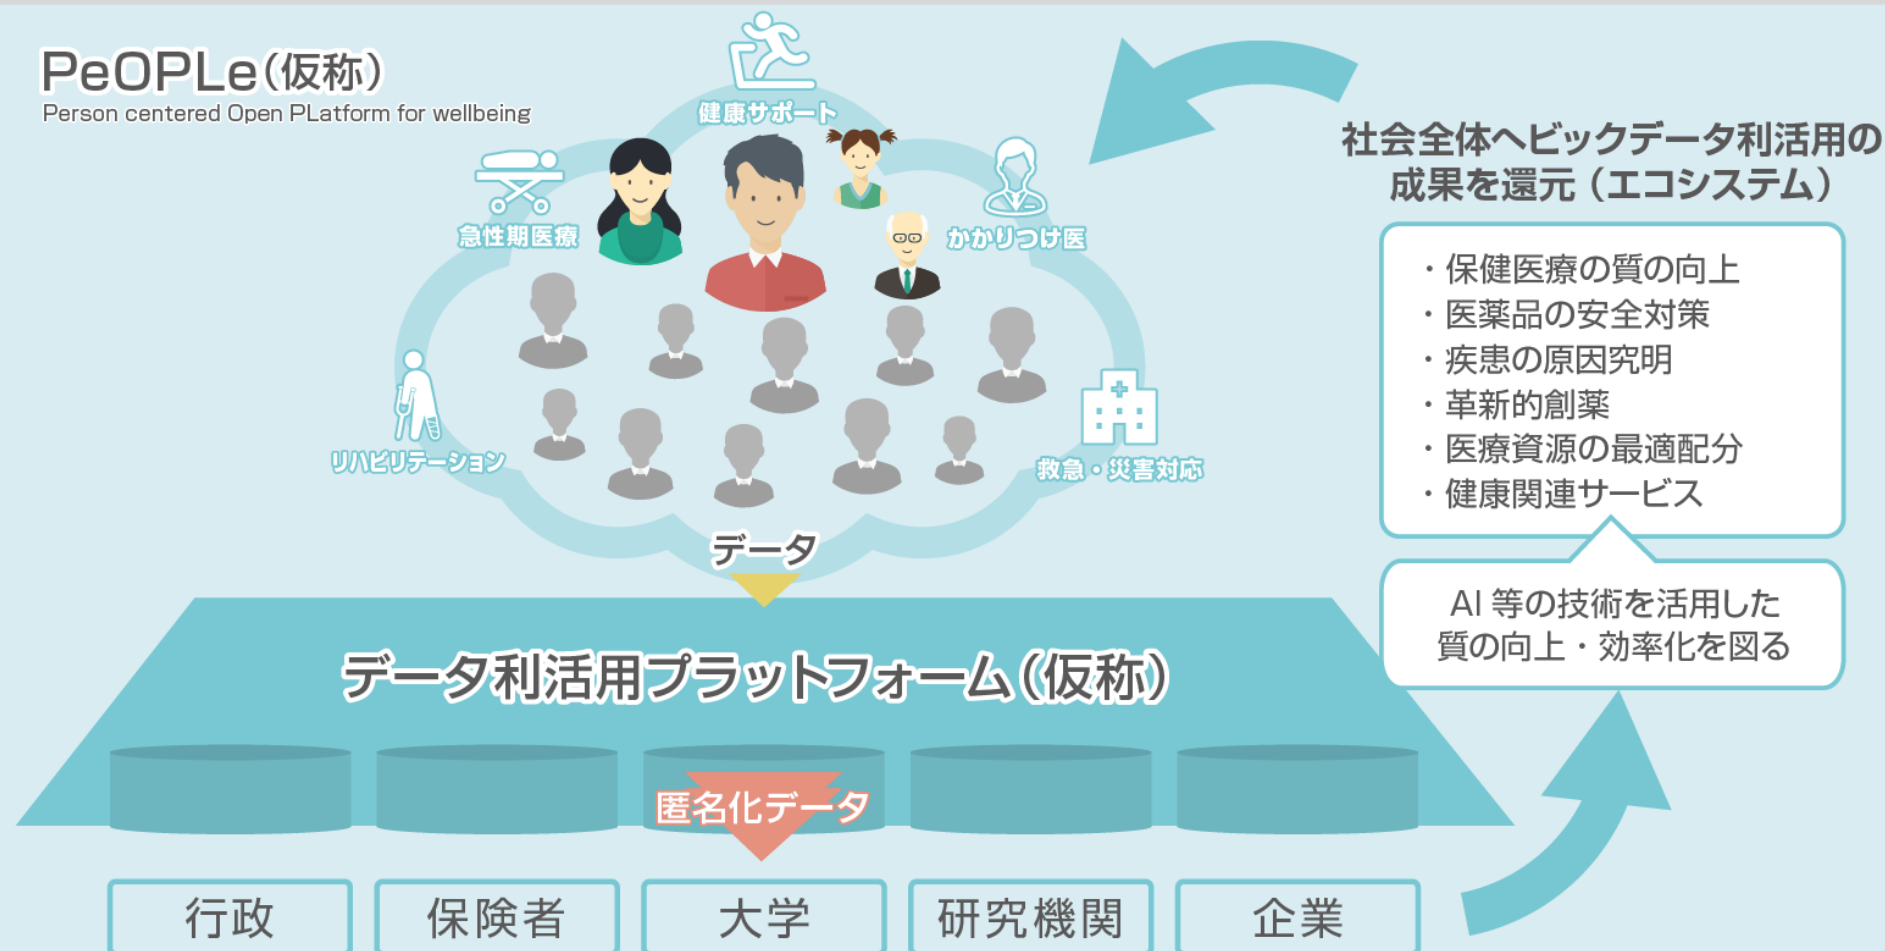 PeOPLe（仮称）
Person centered Open PLatform for wellbeing
健康サポート
急性期医療
かかりつけ医
リハビリテーション
救急・災害対応
データ
データ利活用プラットフォーム（仮称）
匿名化データ
行政
保険者
大学
研究機関
企業
社会全体へビックデータ利活用の
成果を還元（エコシステム）
・保健医療の質の向上
・医薬品の安全対策
・疾患の原因究明
・革新的創薬
・医療資源の最適配分
・健康関連サービス
AI 等の技術を活用した
質の向上・効率化を図る